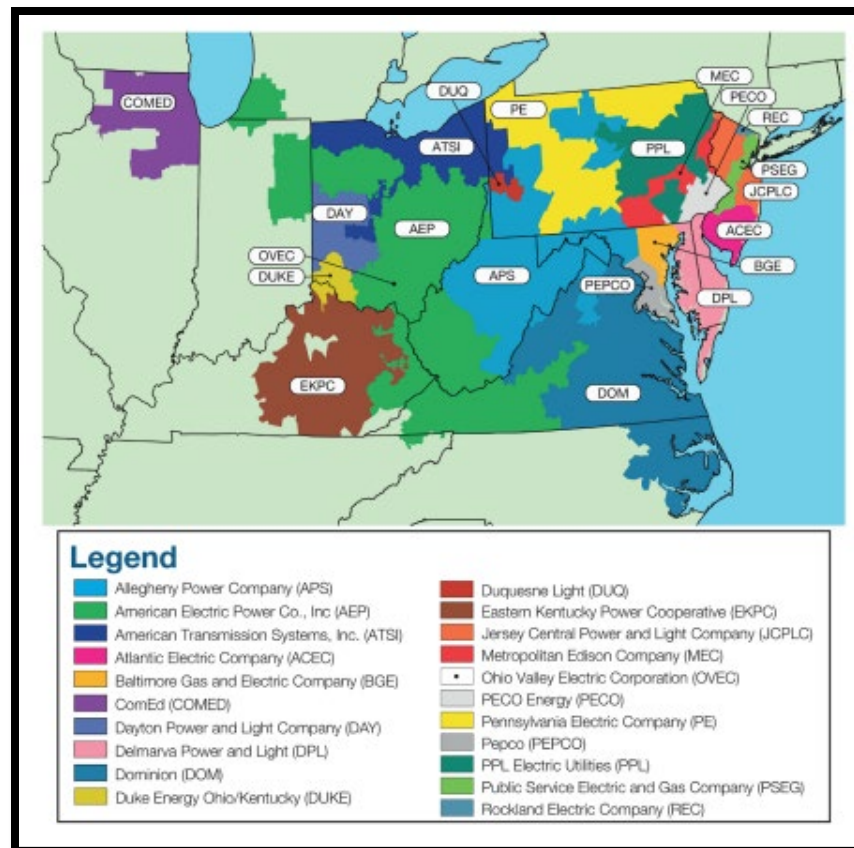 COMED
DUQ
PE
MEC
PECO
REC
ATSI
PPL
PSEG
JCPLC
DAY
AEP
ACEC
OVEC
DUKE
APS
PEPCO
BGE
DPL
EKPC
DOM
Legend
Allegheny Power Company (APS)
American Electric Power Co., Inc (AEP)
American Transmission Systems, Inc. (ATSI)
Atlantic Electric Company (ACEC)
Baltimore Gas and Electric Company (BGE)
ComEd (COMED)
Dayton Power and Light Company (DAY)
Delmarva Power and Light (DPL)
Dominion (DOM)
Duke Energy Ohio/Kentucky (DUKE)
Duquesne Light (DUQ)
Eastern Kentucky Power Cooperative (EKPC)
Jersey Central Power and Light Company (JCPLC)
Metropolitan Edison Company (MEC)
Ohio Valley Electric Corporation (OVEC)
PECO Energy (PECO)
Pennsylvania Electric Company (PE)
Pepco (PEPCO)
PPL Electric Utilities (PPL)
Public Service Electric and Gas Company (PSEG)
Rockland Electric Company (REC)